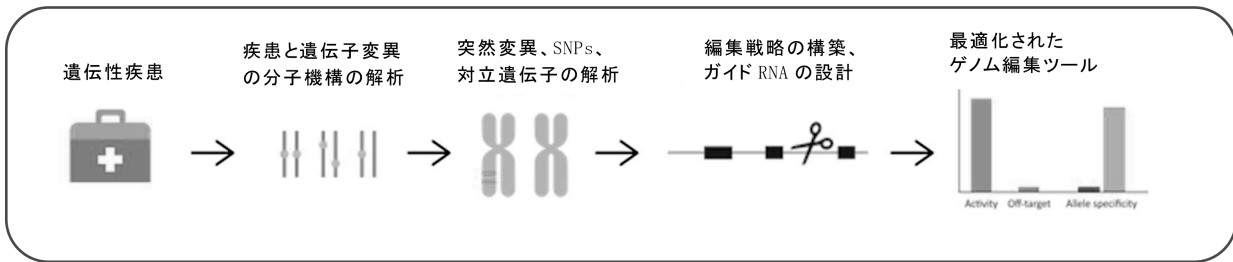 遺伝性疾患
疾患と遺伝子変異
の分子機構の解析
突然変異、SNPs、
対立遺伝子の解析
編集戦略の構築、
ガイド RNA の設計
最適化された
ゲノム編集ツール
Activity
Off-target
Allele specificity